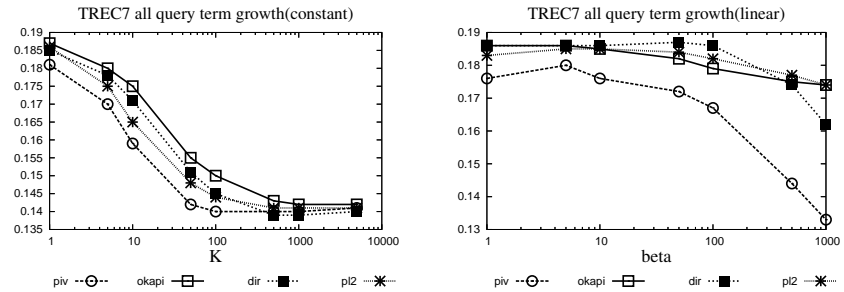 TREC7 all query term growth(constant)
0.19
0.185
0.18
0.175
0.17
0.165
0.16
0.155
0.15
0.145
0.14
0.135
1 10 100 1000 10000
K
piv okapi dir pl2
TREC7 all query term growth(linear)
0.19
0.18
0.17
0.16
0.15
0.14
0.13
1 10 100 1000
beta
piv okapi dir pl2